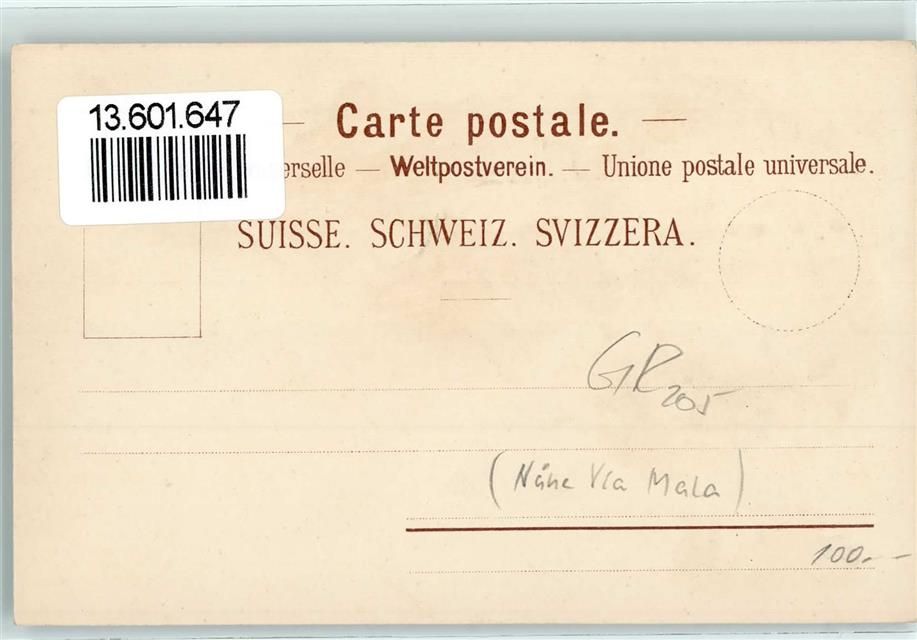 13.601.647
— Carte postale. —
erselle — Weltpostverein. — Unione postale universale.
SUISSE. SCHWEIZ. SVIZZERA.
GR 205
(Nähe Via Mala)
100.-